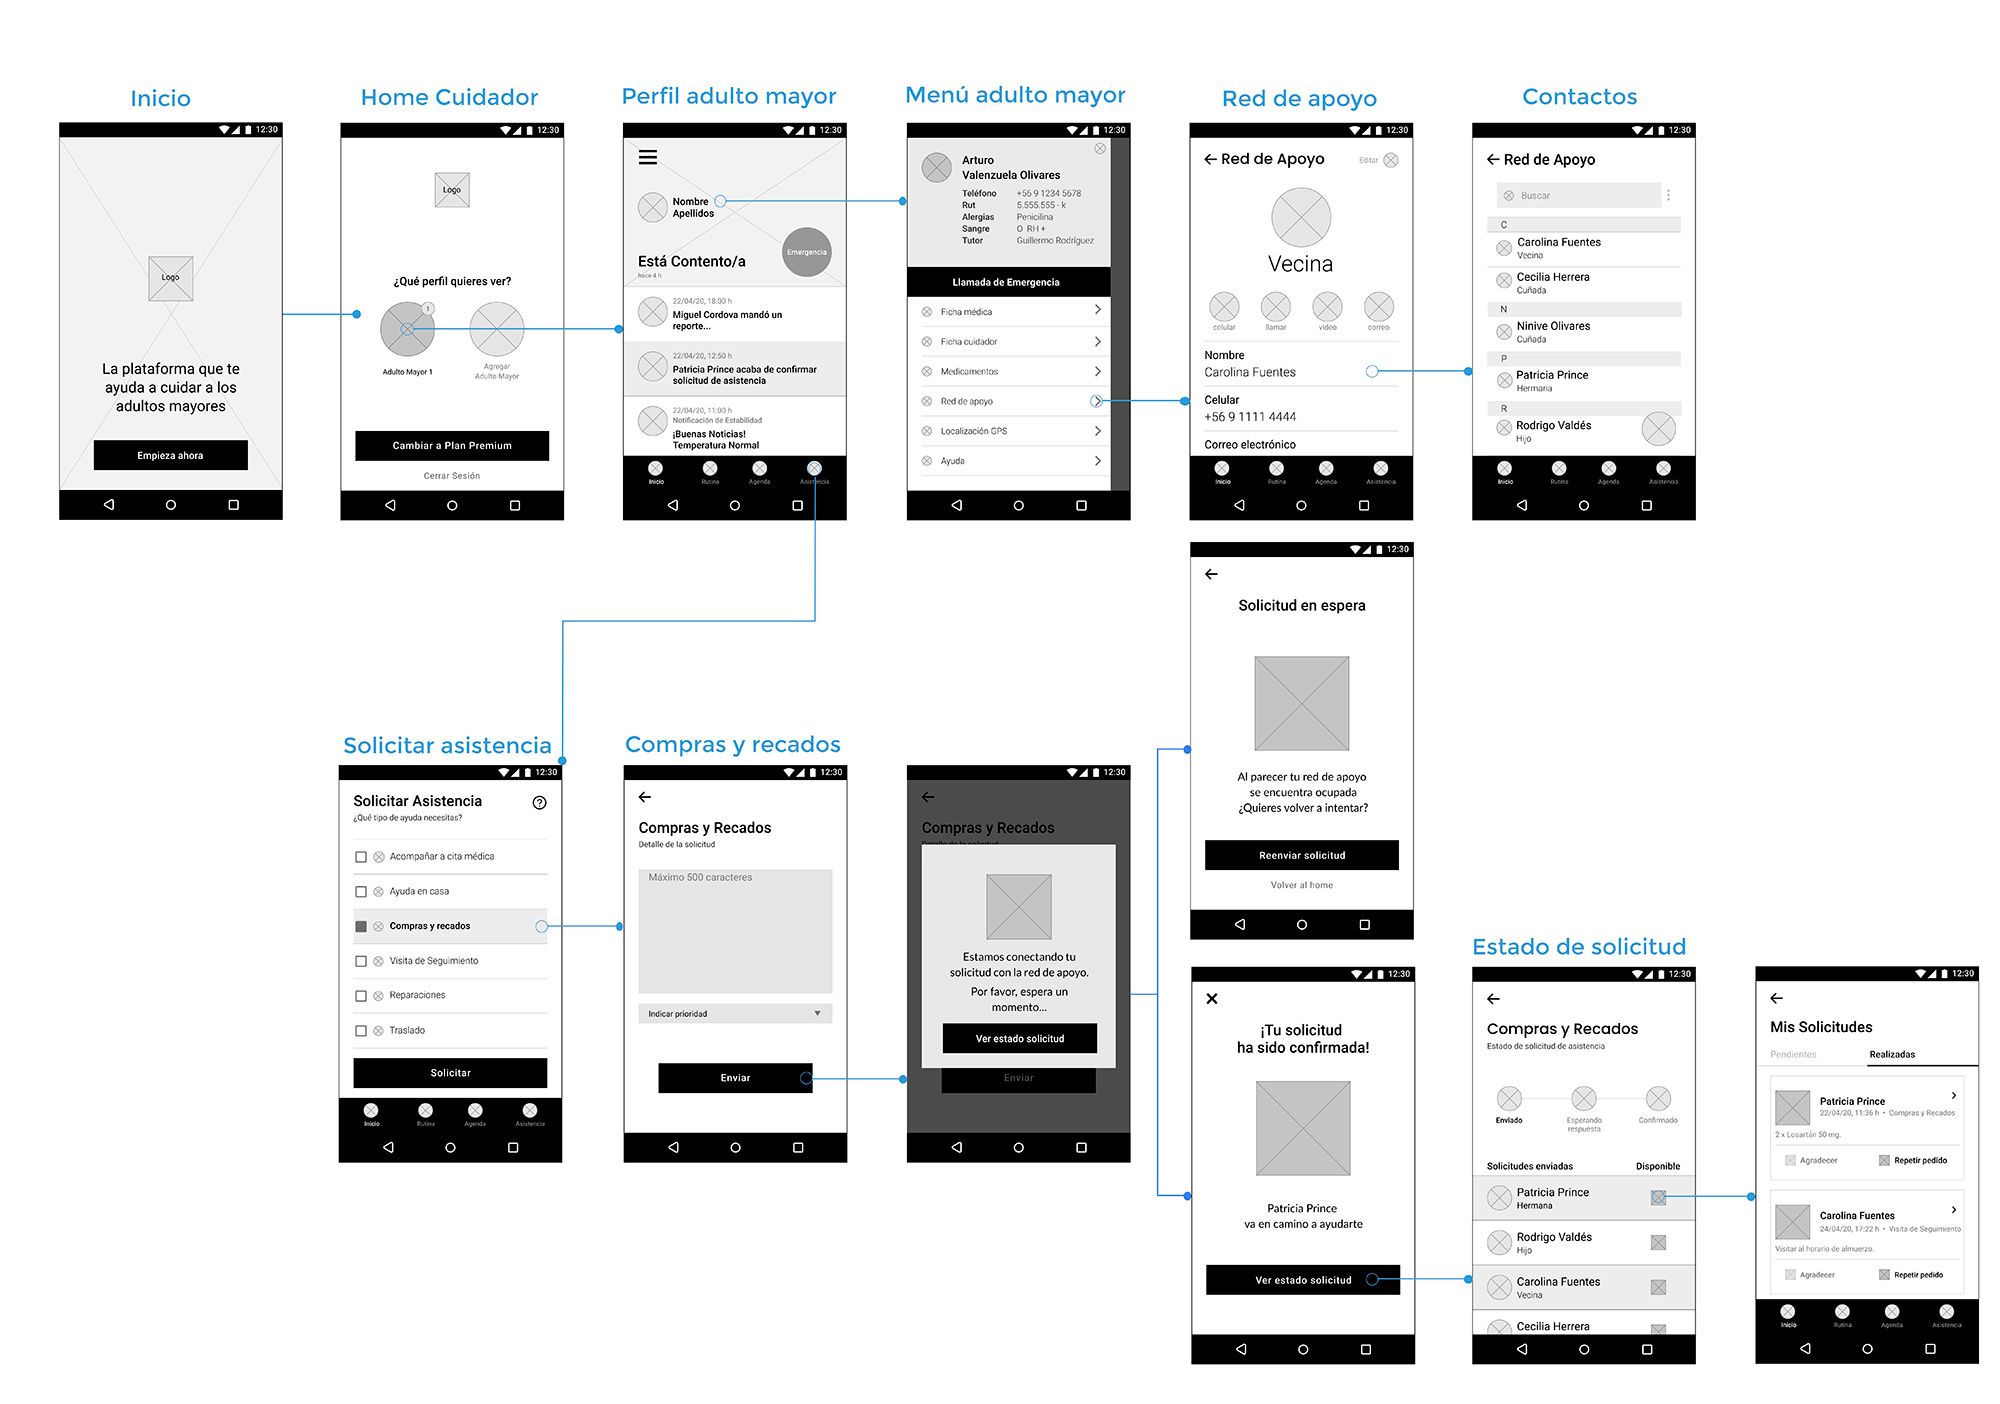 Inicio
12:30
Logo
La plataforma que te
ayuda a cuidar a los
adultos mayores
Empieza ahora
Home Cuidador
12:30
Logo
¿Qué perfil quieres ver?
1
Adulto Mayor 1
Agregar
Adulto Mayor
Cambiar a Plan Premium
Cerrar Sesión
Perfil adulto mayor
12:30
Nombre
Apellidos
Emergencia
Está Contento/a
hace 4 h
22/04/20, 18:00 h
Miguel Cordova mandó un
reporte...
22/04/20, 12:50 h
Patricia Prince acaba de confirmar
solicitud de asistencia
22/04/20, 11:00 h
Notificación de Estabilidad
¡Buenas Noticias!
Temperatura Normal
Inicio Rutina Agenda Asistencia
Menú adulto mayor
12:30
Arturo
Valenzuela Olivares
Teléfono +56 9 1234 5678
Rut 5.555.555 - k
Alergias Penicilina
Sangre O RH +
Tutor Guillermo Rodríguez
Llamada de Emergencia
Ficha médica
Ficha cuidador
Medicamentos
Red de apoyo
Localización GPS
Ayuda
Red de apoyo
12:30
Red de Apoyo Editar
Vecina
celular llamar video correo
Nombre
Carolina Fuentes
Celular
+56 9 1111 4444
Correo electrónico
Inicio Rutina Agenda Asistencia
Contactos
12:30
Red de Apoyo
Buscar
C
Carolina Fuentes
Vecina
Cecilia Herrera
Cuñada
N
Ninive Olivares
Cuñada
P
Patricia Prince
Hermana
R
Rodrigo Valdés
Hijo
Inicio Rutina Agenda Asistencia
12:30
Solicitud en espera
Al parecer tu red de apoyo
se encuentra ocupada
¿Quieres volver a intentar?
Reenviar solicitud
Volver al home
Solicitar asistencia
12:30
Solicitar Asistencia
¿Qué tipo de ayuda necesitas?
Acompañar a cita médica
Ayuda en casa
Compras y recados
Visita de Seguimiento
Reparaciones
Traslado
Solicitar
Inicio Rutina Agenda Asistencia
Compras y recados
12:30
Compras y Recados
Detalle de la solicitud
Máximo 500 caracteres
Indicar prioridad
Enviar
12:30
Compras y Recados
Detalle de la solicitud
Estamos conectando tu
solicitud con la red de apoyo.
Por favor, espera un
momento...
Ver estado solicitud
Enviar
12:30
¡Tu solicitud
ha sido confirmada!
Patricia Prince
va en camino a ayudarte
Ver estado solicitud
Estado de solicitud
12:30
Compras y Recados
Estado de solicitud de asistencia
Enviado Esperando Confirmado
respuesta
Solicitudes enviadas Disponible
Patricia Prince
Hermana
Rodrigo Valdés
Hijo
Carolina Fuentes
Vecina
Cecilia Herrera
12:30
Mis Solicitudes
Pendientes Realizadas
Patricia Prince
22/04/20, 11:36 h • Compras y Recados
2 x Losartán 50 mg.
Agradecer Repetir pedido
Carolina Fuentes
24/04/20, 17:22 h • Visita de Seguimiento
Visitar al horario de almuerzo.
Agradecer Repetir pedido
Inicio Rutina Agenda Asistencia